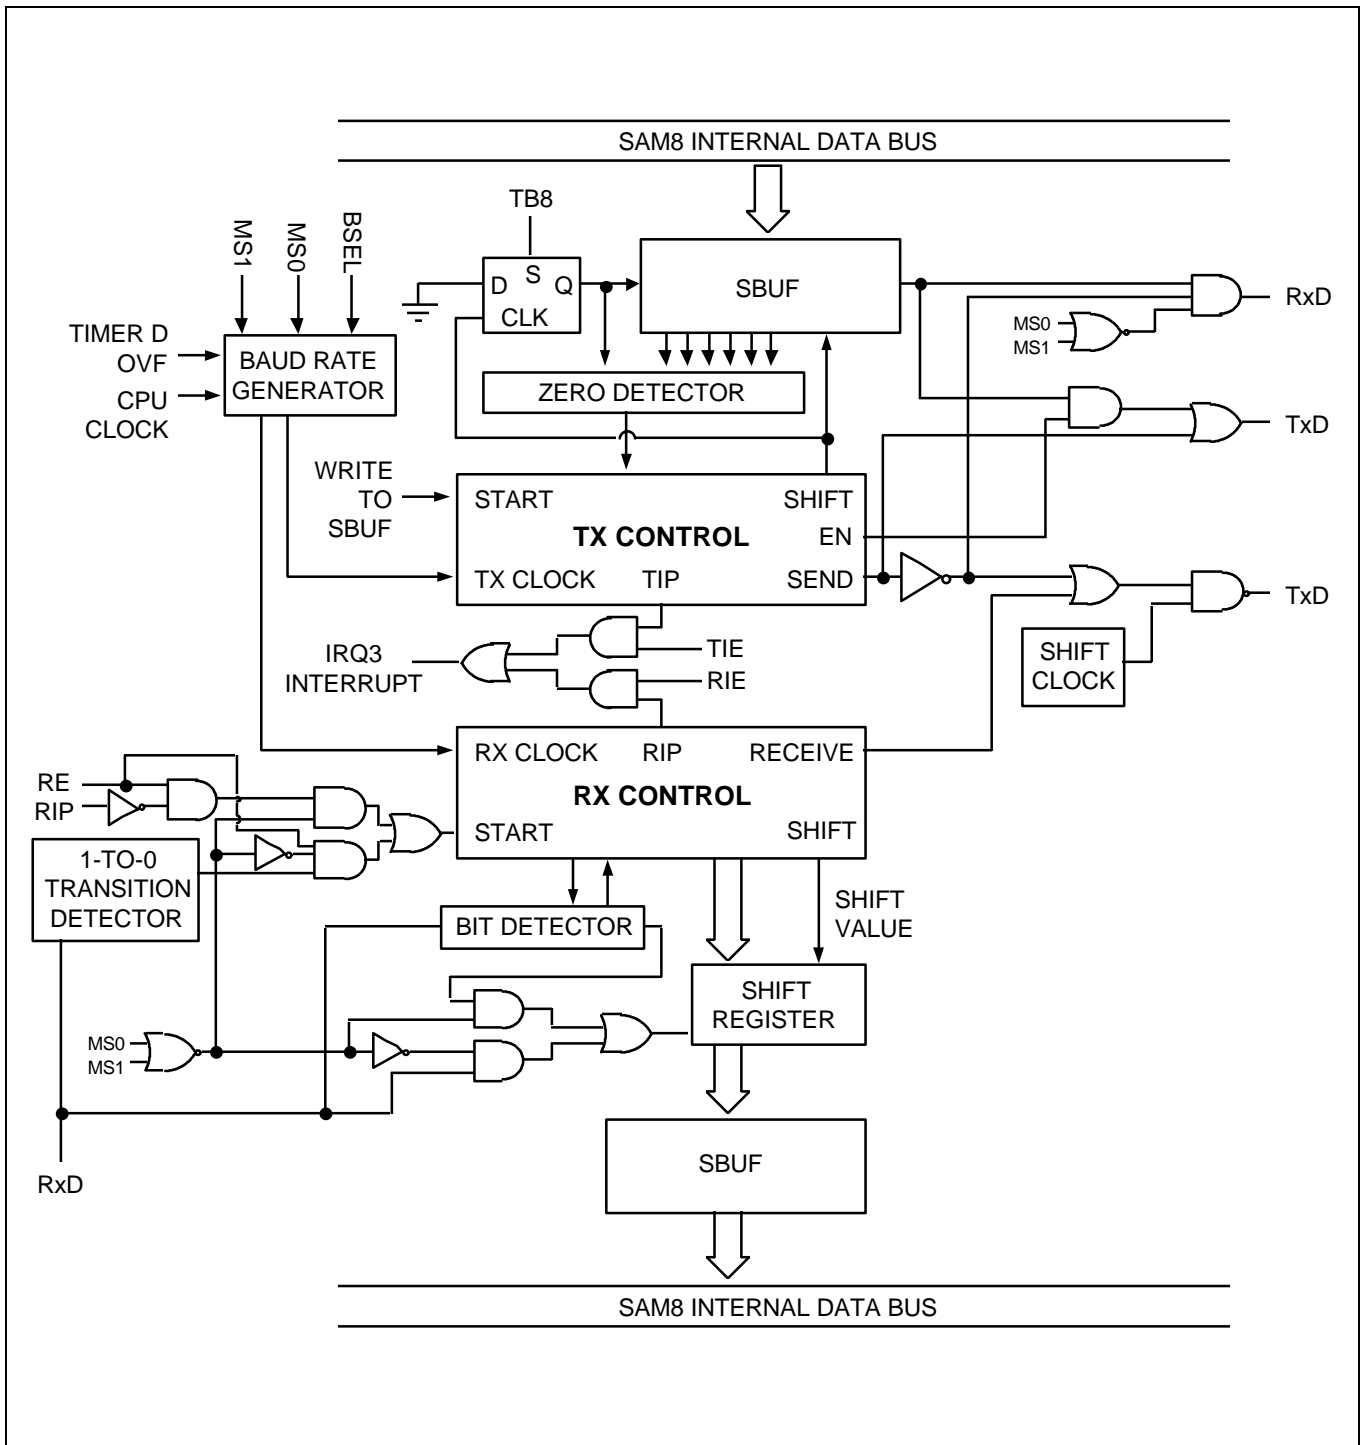 SAM8 INTERNAL DATA BUS
TB8
MS1
MS0
BSEL
D
S
Q
CLK
SBUF
RxD
MS0
MS1
TIMER D
OVF
CPU
CLOCK
BAUD RATE
GENERATOR
ZERO DETECTOR
TxD
WRITE
TO
SBUF
START
SHIFT
TX CONTROL
EN
TX CLOCK
TIP
SEND
TxD
IRQ3
INTERRUPT
TIE
RIE
SHIFT
CLOCK
RX CLOCK
RIP
RECEIVE
RX CONTROL
START
SHIFT
RE
RIP
1-TO-0
TRANSITION
DETECTOR
BIT DETECTOR
SHIFT
VALUE
SHIFT
REGISTER
MS0
MS1
SBUF
RxD
SAM8 INTERNAL DATA BUS